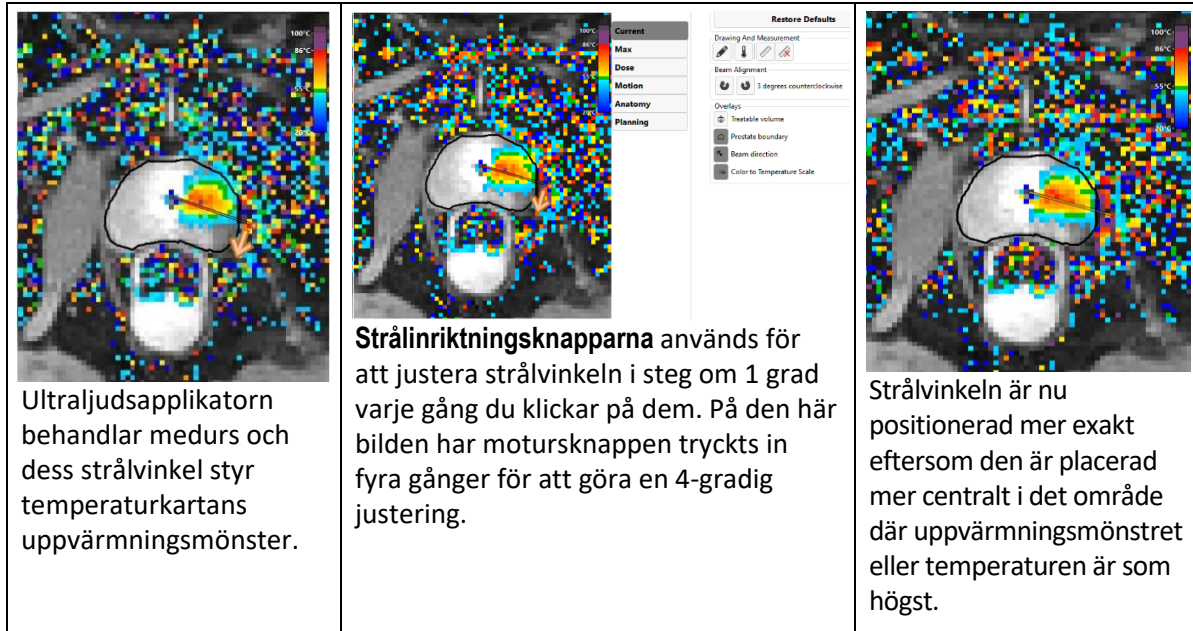 100°C
86°C
55°C
20°C
Ultraljudsapplikatorn
behandlar medurs och
dess strålvinkel styr
temperaturkartans
uppvärmningsmönster.
100°C
86°C
55°C
20°C
Current
Max
Dose
Motion
Anatomy
Planning
Restore Defaults
Drawing And Measurement
Beam Alignment
3 degrees counterclockwise
Overlays
Treatable volume
Prostate boundary
Beam direction
Color to Temperature Scale
Strålinriktningsknapparna används för
att justera strålvinkeln i steg om 1 grad
varje gång du klickar på dem. På den här
bilden har motursknappen tryckts in
fyra gånger för att göra en 4-gradig
justering.
100°C
86°C
55°C
20°C
Strålvinkeln är nu
positionerad mer exakt
eftersom den är placerad
mer centralt i det område
där uppvärmningsmönstret
eller temperaturen är som
högst.